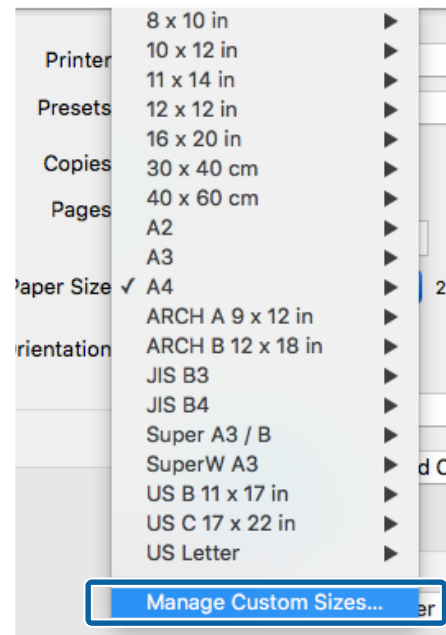 8 x 10 in
Printer 10 x 12 in
11 x 14 in
Presets 12 x 12 in
16 x 20 in
Copies 30 x 40 cm
40 x 60 cm
Pages
A2
A3
Paper Size ✓ A4 2
ARCH A 9 x 12 in
rientation ARCH B 12 x 18 in
JIS B3
JIS B4
Super A3 / B
SuperW A3 d C
US B 11 x 17 in
US C 17 x 22 in
US Letter
Manage Custom Sizes... er